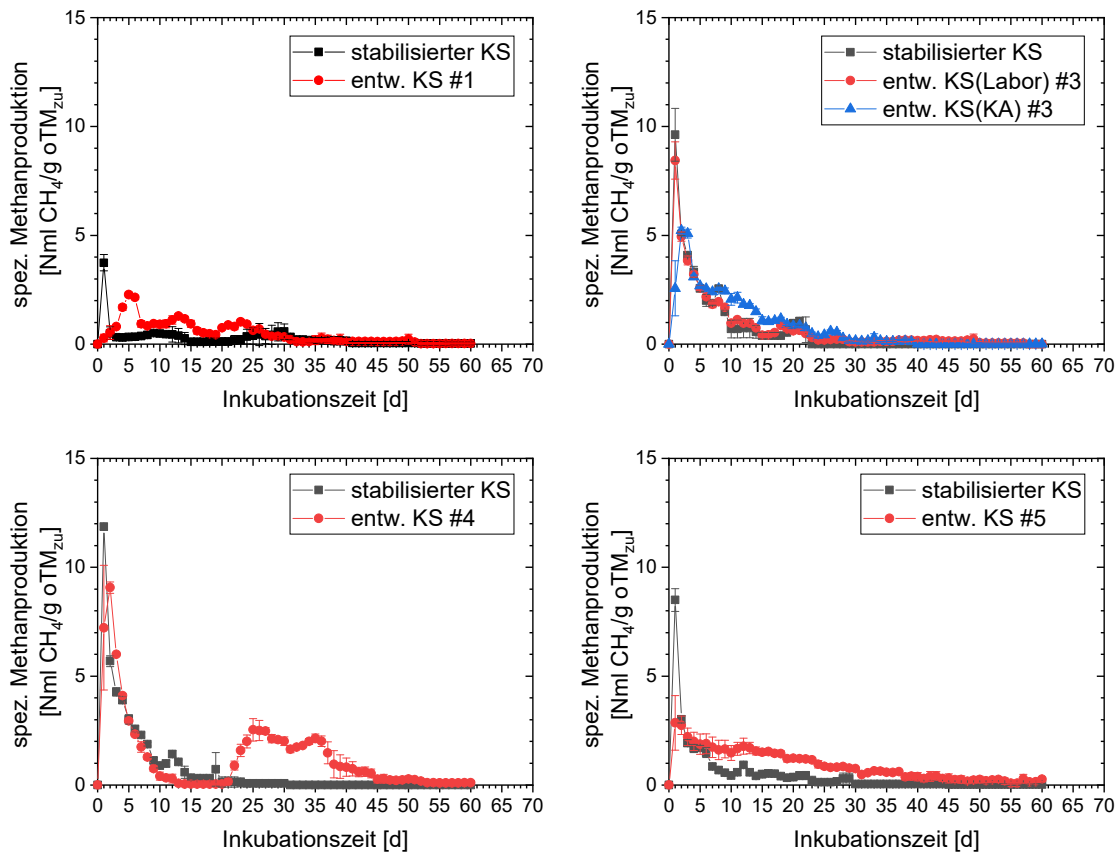 15
10
5
0
0 5 10 15 20 25 30 35 40 45 50 55 60 65 70
spez. Methanproduktion
[Nml CH₄/g oTM_zu]
Inkubationszeit [d]
stabilisierter KS
entw. KS #1
15
10
5
0
0 5 10 15 20 25 30 35 40 45 50 55 60 65 70
spez. Methanproduktion
[Nml CH₄/g oTM_zu]
Inkubationszeit [d]
stabilisierter KS
entw. KS(Labor) #3
entw. KS(KA) #3
15
10
5
0
0 5 10 15 20 25 30 35 40 45 50 55 60 65 70
spez. Methanproduktion
[Nml CH₄/g oTM_zu]
Inkubationszeit [d]
stabilisierter KS
entw. KS #4
15
10
5
0
0 5 10 15 20 25 30 35 40 45 50 55 60 65 70
spez. Methanproduktion
[Nml CH₄/g oTM_zu]
Inkubationszeit [d]
stabilisierter KS
entw. KS #5